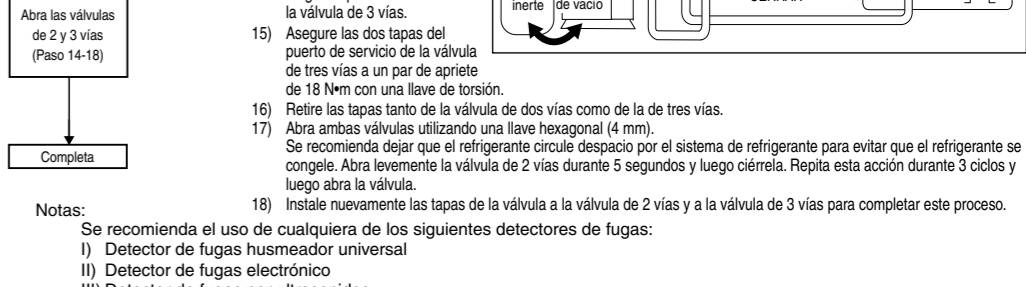 Abra las válvulas
de 2 y 3 vías
(Paso 14-18)
Completa
la válvula de 3 vías.
15) Asegure las dos tapas del
puerto de servicio de la válvula
de tres vías a un par de apriete
de 18 N•m con una llave de torsión.
inerte
de vacío
16) Retire las tapas tanto de la válvula de dos vías como de la de tres vías.
17) Abra ambas válvulas utilizando una llave hexagonal (4 mm).
Se recomienda dejar que el refrigerante circule despacio por el sistema de refrigerante para evitar que el refrigerante se
congele. Abra levemente la válvula de 2 vías durante 5 segundos y luego ciérrela. Repita esta acción durante 3 ciclos y
luego abra la válvula.
18) Instale nuevamente las tapas de la válvula a la válvula de 2 vías y a la válvula de 3 vías para completar este proceso.
Notas:
Se recomienda el uso de cualquiera de los siguientes detectores de fugas:
I) Detector de fugas husmeador universal
II) Detector de fugas electrónico